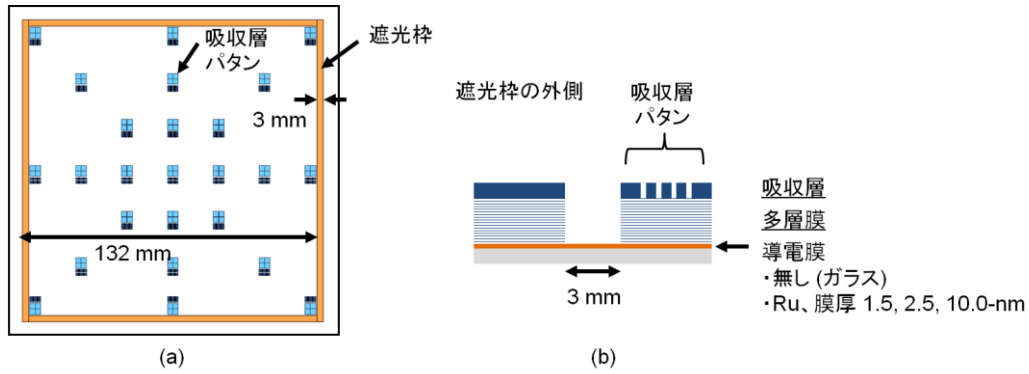 吸収層
パタン
遮光枠
3 mm
132 mm
(a)
遮光枠の外側
吸収層
パタン
吸収層
多層膜
導電膜
・無し (ガラス)
・Ru、膜厚 1.5, 2.5, 10.0-nm
3 mm
(b)